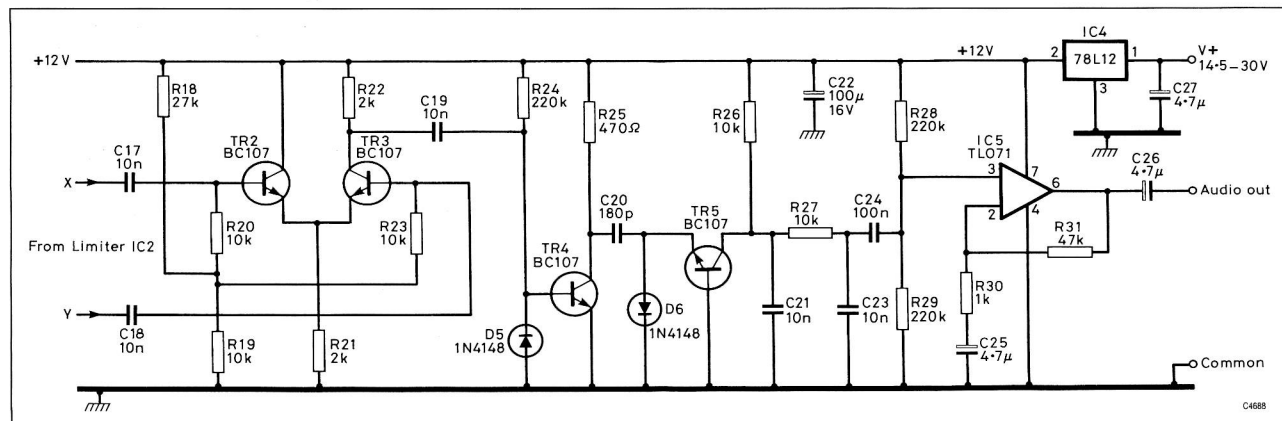 +12V
R18
27k
R22
2k
C19
10n
R24
220k
R25
470Ω
R26
10k
C22
100μ
16V
+12V
R28
220k
IC4
2
78L12
1
3
V+
14·5–30V
C27
4·7μ
C17
10n
X
TR2
BC107
TR3
BC107
R20
10k
R23
10k
From Limiter IC2
Y
C18
10n
R19
10k
R21
2k
D5
1N4148
TR4
BC107
C20
180p
TR5
BC107
D6
1N4148
R27
10k
C24
100n
C21
10n
C23
10n
R29
220k
IC5
TL071
3
7
6
2
4
C26
4·7μ
Audio out
R31
47k
R30
1k
C25
4·7μ
Common
C4688